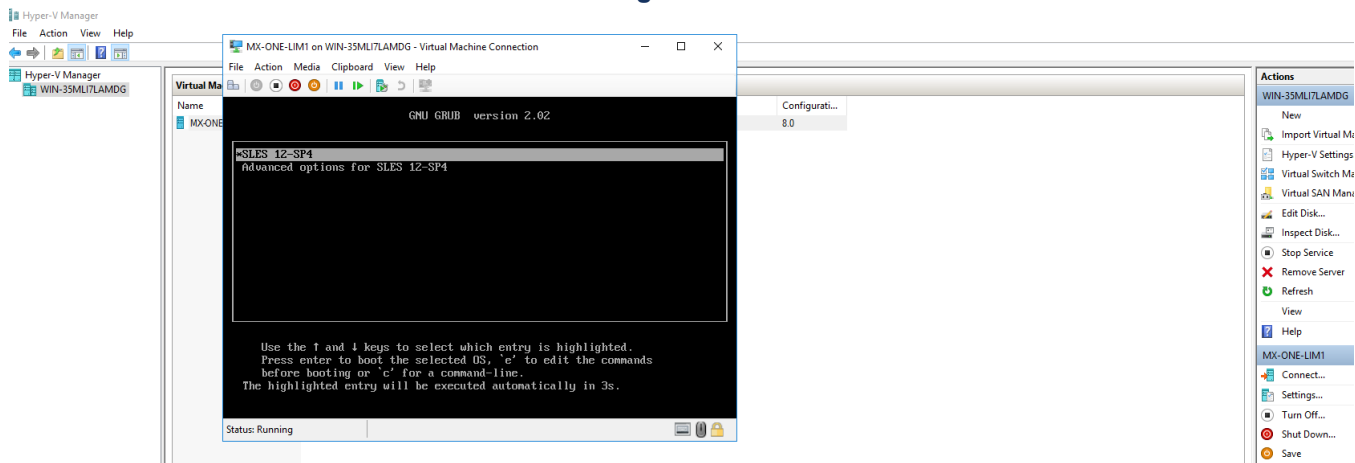 Hyper-V Manager
File Action View Help
Hyper-V Manager
WIN-35MLI7LAMDG
Virtual Ma
Name
Configurati...
MX-ONE
8.0
MX-ONE-LIM1 on WIN-35MLI7LAMDG - Virtual Machine Connection
File Action Media Clipboard View Help
GNU GRUB version 2.02
*SLES 12-SP4
Advanced options for SLES 12-SP4
Use the ↑ and ↓ keys to select which entry is highlighted.
Press enter to boot the selected OS, `e' to edit the commands
before booting or `c' for a command-line.
The highlighted entry will be executed automatically in 3s.
Status: Running
Actions
WIN-35MLI7LAMDG
New
Import Virtual Ma
Hyper-V Settings
Virtual Switch Ma
Virtual SAN Mana
Edit Disk...
Inspect Disk...
Stop Service
Remove Server
Refresh
View
Help
MX-ONE-LIM1
Connect...
Settings...
Turn Off...
Shut Down...
Save